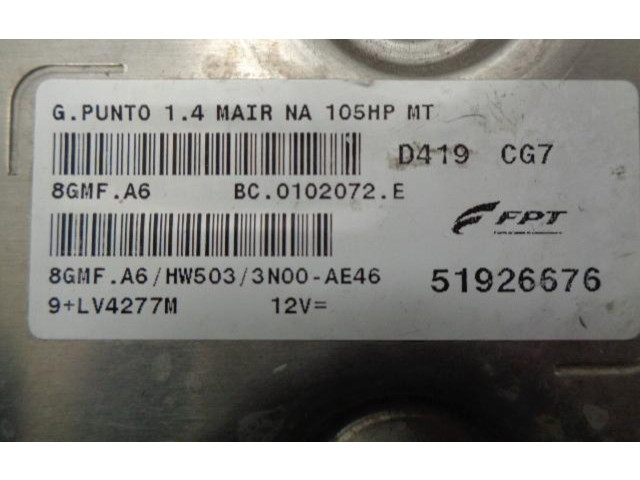 G.PUNTO 1.4 MAIR NA 105HP MT
D419 CG7
8GMF.A6 BC.0102072.E
FPT
8GMF.A6/HW503/3N00-AE46
51926676
9+LV4277M 12V=